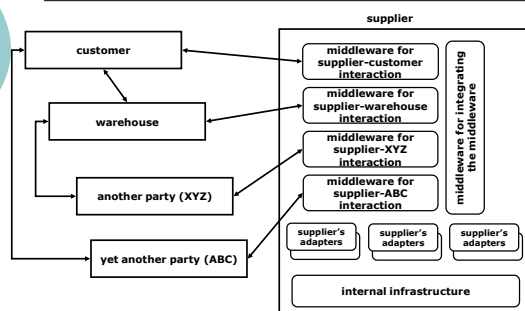 supplier
customer
warehouse
another party (XYZ)
yet another party (ABC)
middleware for
supplier-customer
interaction
middleware for
supplier-warehouse
interaction
middleware for
supplier-XYZ
interaction
middleware for
supplier-ABC
interaction
middleware for integrating
the middleware
supplier's
adapters
supplier's
adapters
supplier's
adapters
internal infrastructure